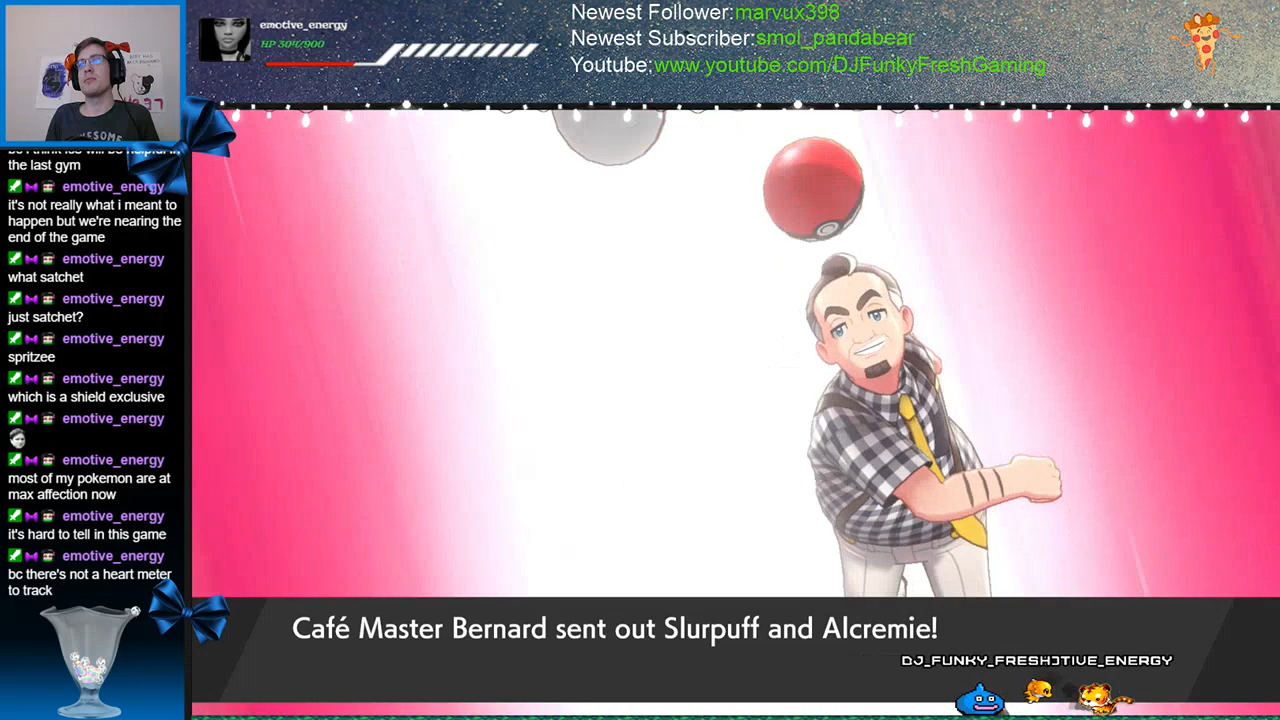 emotive_energy
HP 304/900
Newest Follower:marvux398
Newest Subscriber:smol_pandabear
Youtube;www.youtube.com/DJFunkyFreshGaming
AWESOME
the last gym
emotive_energy
it's not really what i meant to
happen but we're nearing the
end of the game
emotive_energy
what satchet
emotive_energy
just satchet?
emotive_energy
spritzee
emotive_energy
which is a shield exclusive
emotive_energy
emotive_energy
most of my pokemon are at
max affection now
emotive_energy
it's hard to tell in this game
emotive_energy
bc there's not a heart meter
to track
Café Master Bernard sent out Slurpuff and Alcremie!